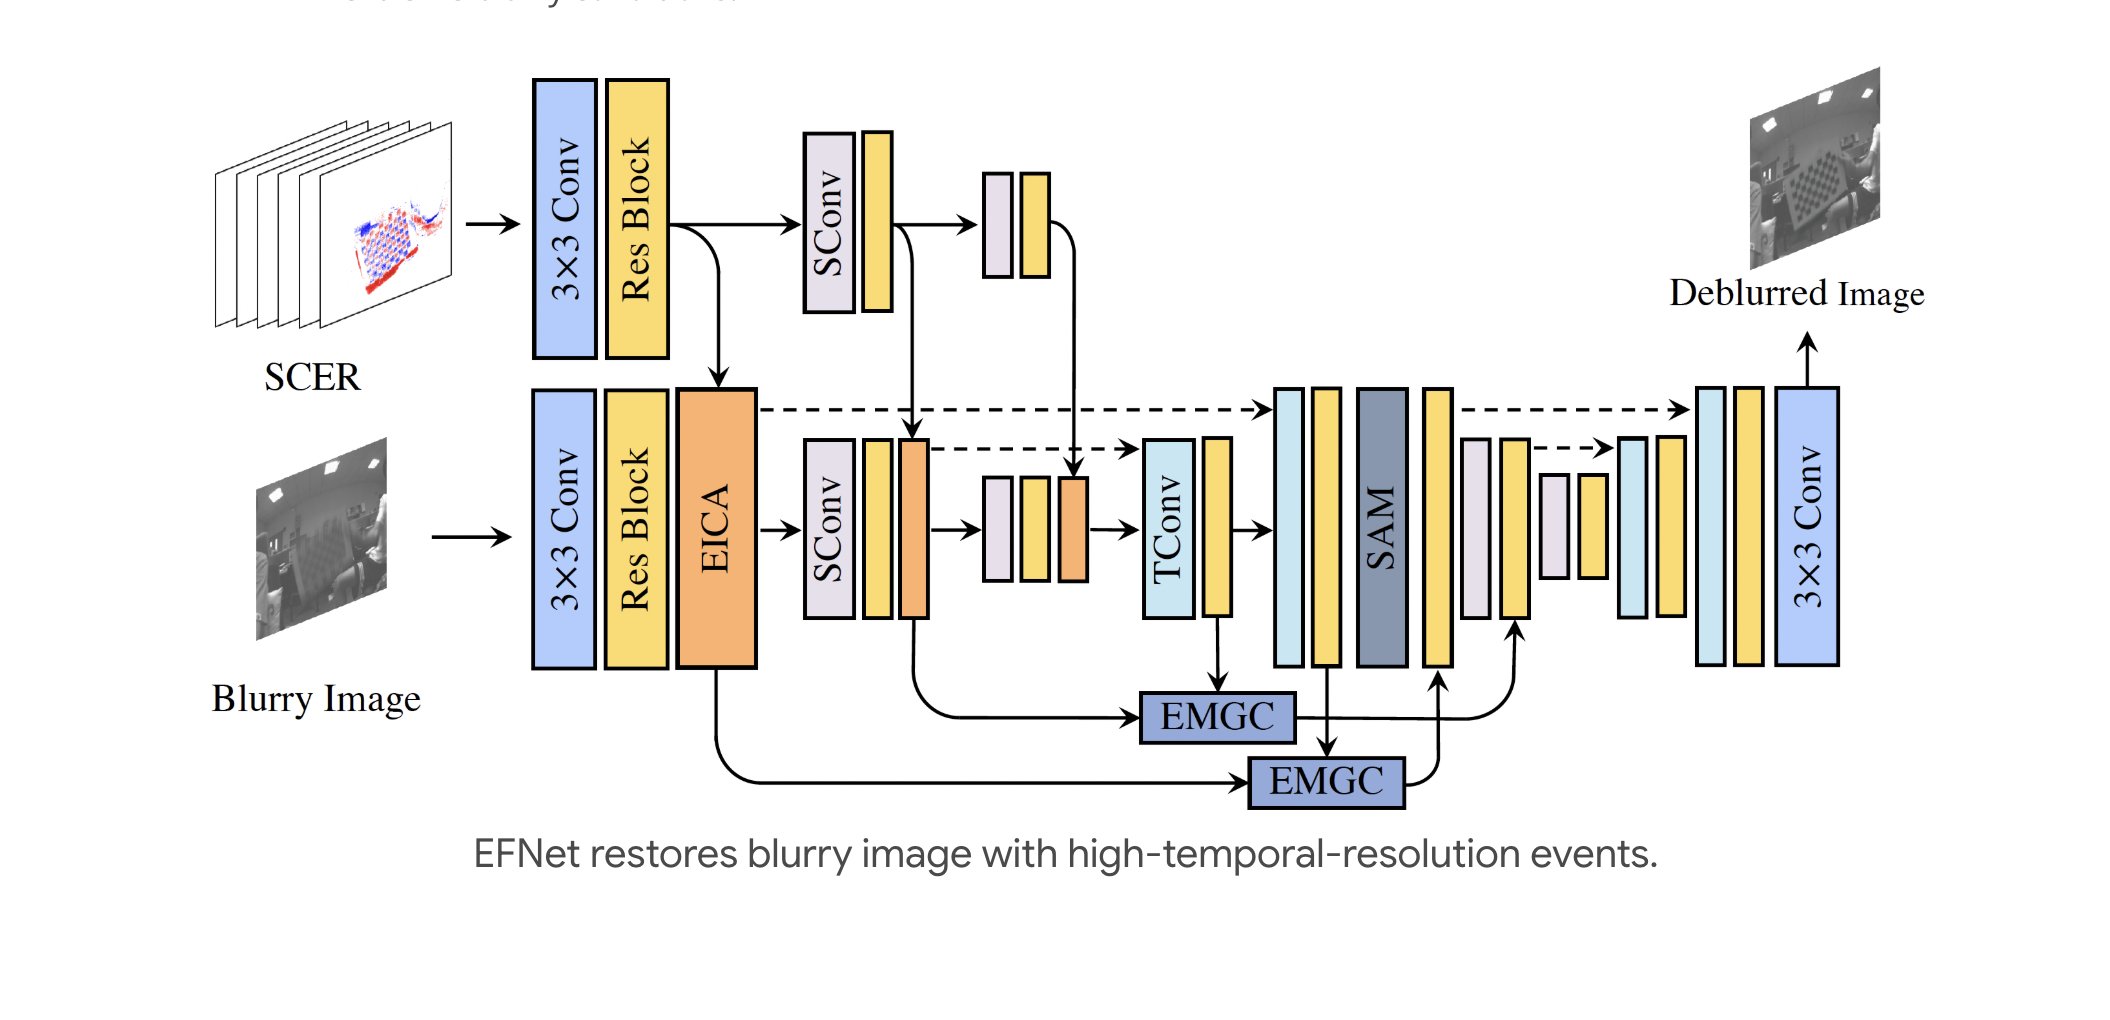 3×3 Conv
Res Block
SConv
SCER
Deblurred Image
3×3 Conv
Res Block
EICA
SConv
TConv
SAM
3×3 Conv
Blurry Image
EMGC
EMGC
EFNet restores blurry image with high-temporal-resolution events.